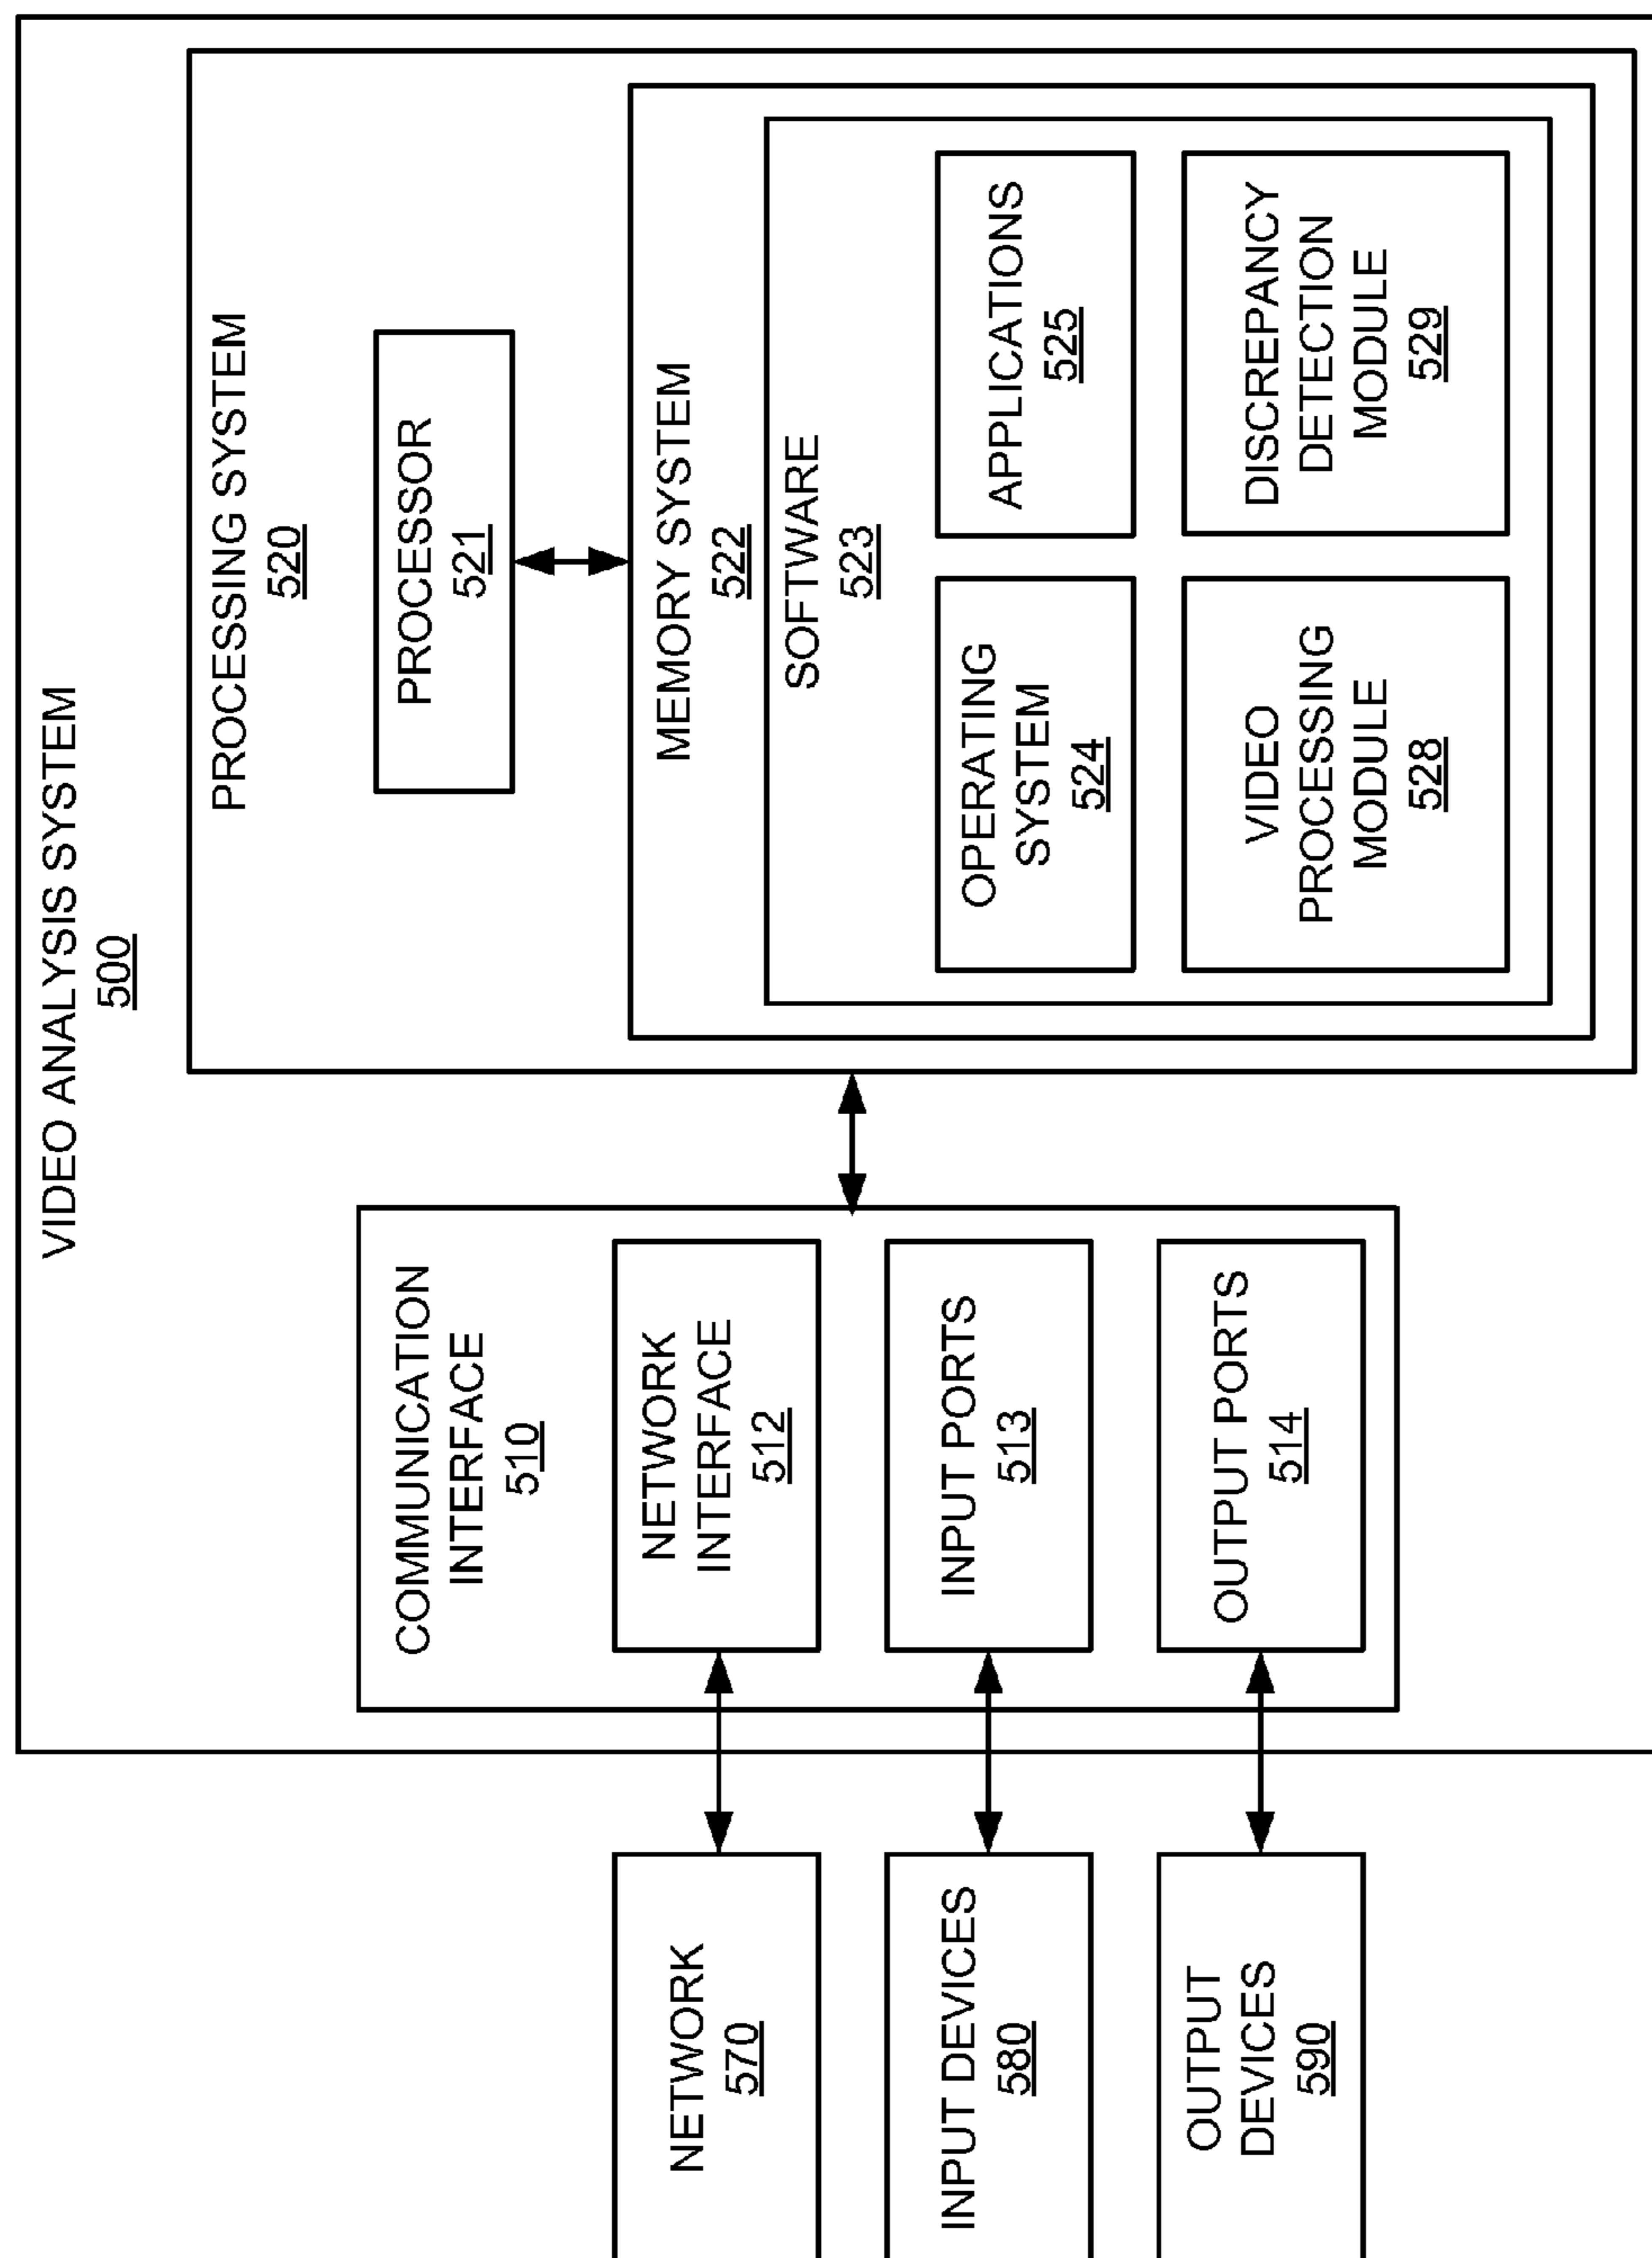 VIDEO ANALYSIS SYSTEM
500
NETWORK
570
INPUT DEVICES
580
OUTPUT
DEVICES
590
COMMUNICATION
INTERFACE
510
NETWORK
INTERFACE
512
INPUT PORTS
513
OUTPUT PORTS
514
PROCESSING SYSTEM
520
PROCESSOR
521
MEMORY SYSTEM
522
SOFTWARE
523
OPERATING
SYSTEM
524
APPLICATIONS
525
VIDEO
PROCESSING
MODULE
528
DISCREPANCY
DETECTION
MODULE
529